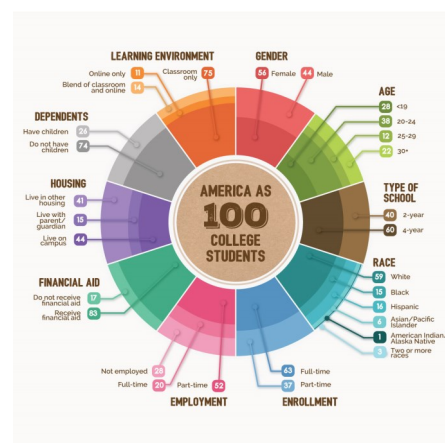 LEARNING ENVIRONMENT
Online only 11
Classroom only 75
Blend of classroom and online 14
GENDER
56 Female
44 Male
AGE
28 <19
38 20-24
12 25-29
22 30+
TYPE OF SCHOOL
40 2-year
60 4-year
RACE
59 White
15 Black
16 Hispanic
6 Asian/Pacific Islander
1 American Indian/ Alaska Native
3 Two or more races
ENROLLMENT
63 Full-time
37 Part-time
EMPLOYMENT
Not employed 28
Full-time 20
Part-time 52
FINANCIAL AID
Do not receive financial aid 17
Receive financial aid 83
HOUSING
Live in other housing 41
Live with parent/ guardian 15
Live on campus 44
DEPENDENTS
Have children 26
Do not have children 74
AMERICA AS
100
COLLEGE
STUDENTS